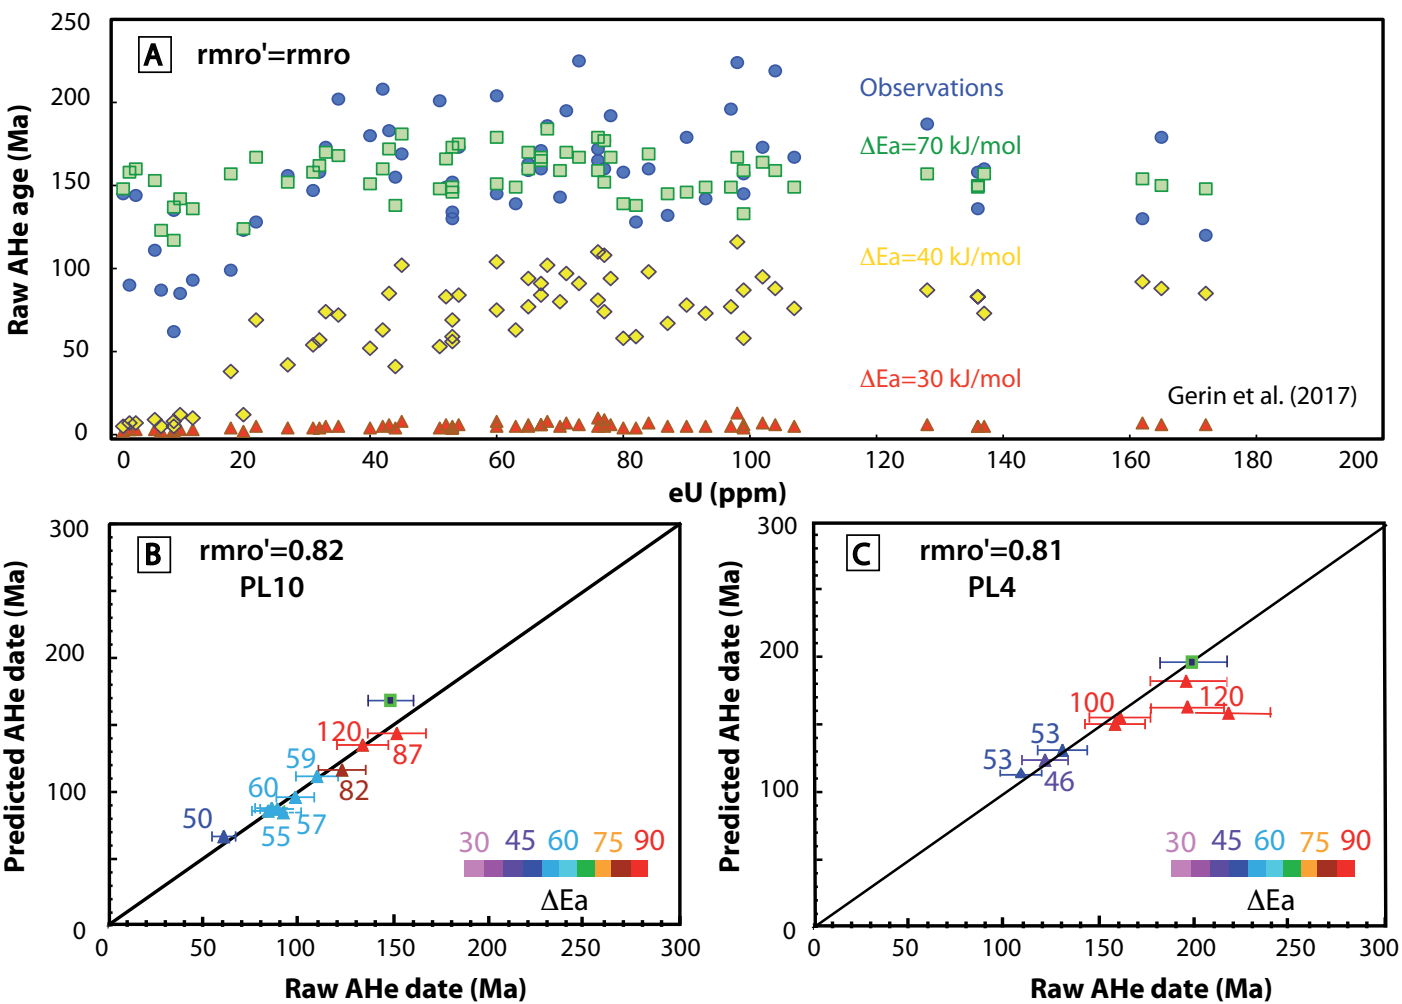 250
200
150
100
50
0
Raw AHe age (Ma)
A rmro'=rmro
Observations
ΔEa=70 kJ/mol
ΔEa=40 kJ/mol
ΔEa=30 kJ/mol
Gerin et al. (2017)
0 20 40 60 80 100 120 140 160 180 200
eU (ppm)
300
200
100
0
Predicted AHe date (Ma)
B rmro'=0.82
PL10
120
87
59
82
60
50
55
57
30 45 60 75 90
ΔEa
0 50 100 150 200 250 300
Raw AHe date (Ma)
300
200
100
0
Predicted AHe date (Ma)
C rmro'=0.81
PL4
100
120
53
53
46
30 45 60 75 90
ΔEa
0 50 100 150 200 250 300
Raw AHe date (Ma)